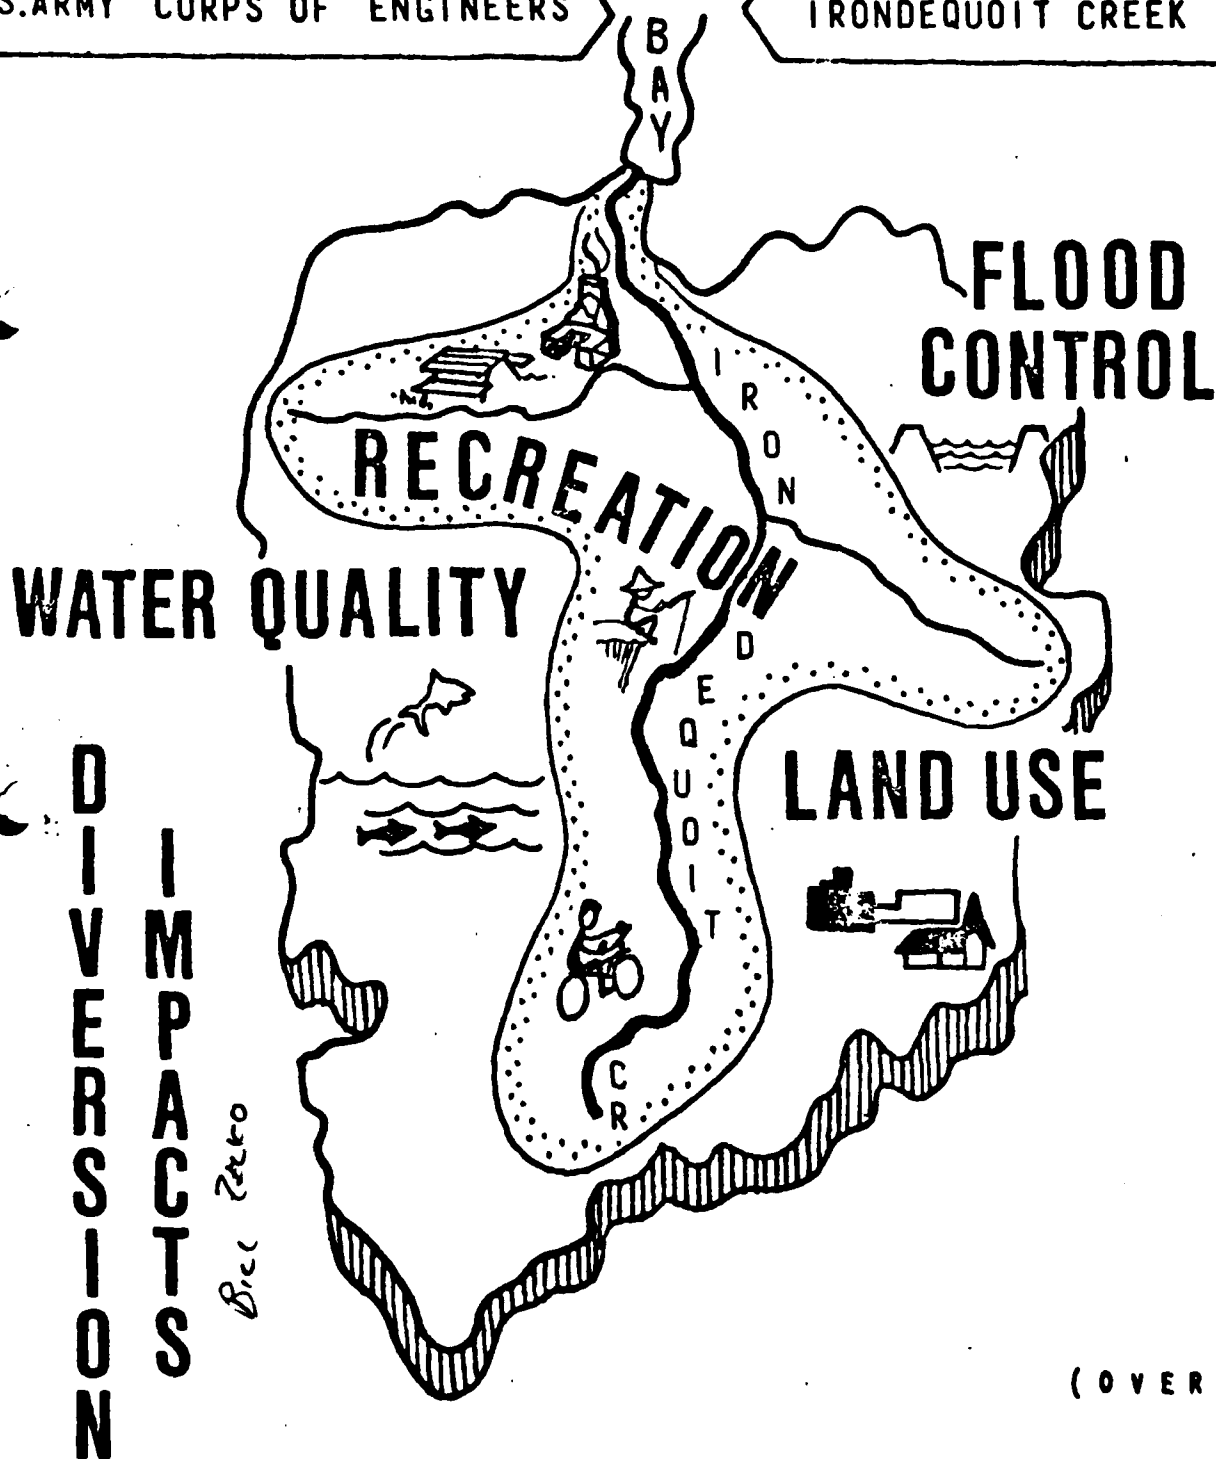 S. ARMY CORPS OF ENGINEERS
IRONDEQUOIT CREEK
BAY
FLOOD
CONTROL
RECREATION
WATER QUALITY
IRONDEQUOIT
CR
LAND USE
DIVERSION
IMPACTS
(OVER